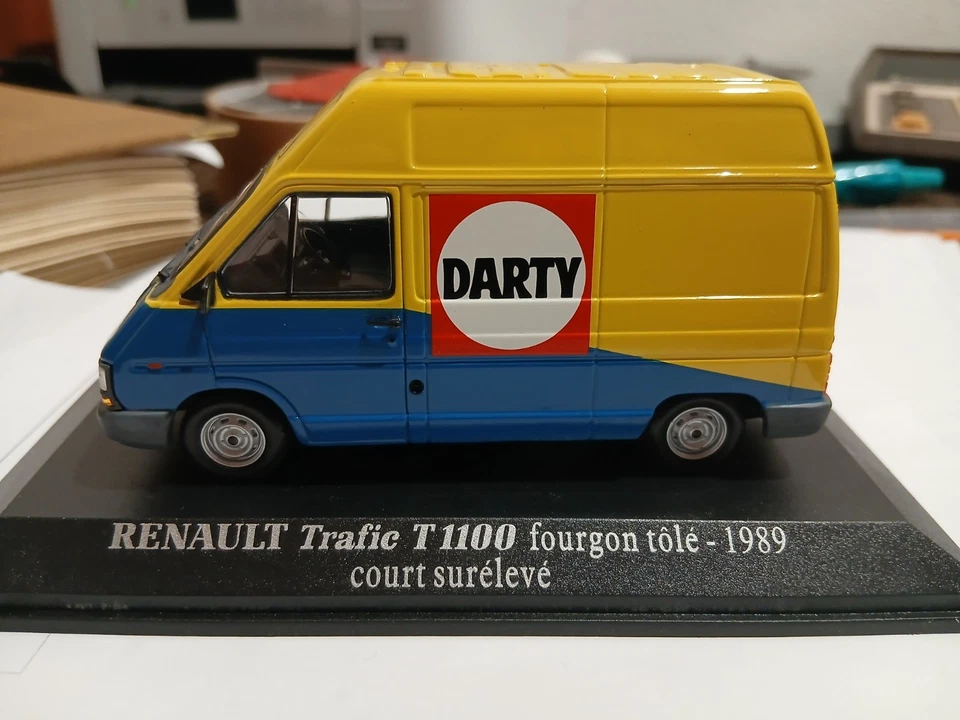 DARTY
RENAULT Trafic T1100 fourgon tôlé - 1989
court surélevé